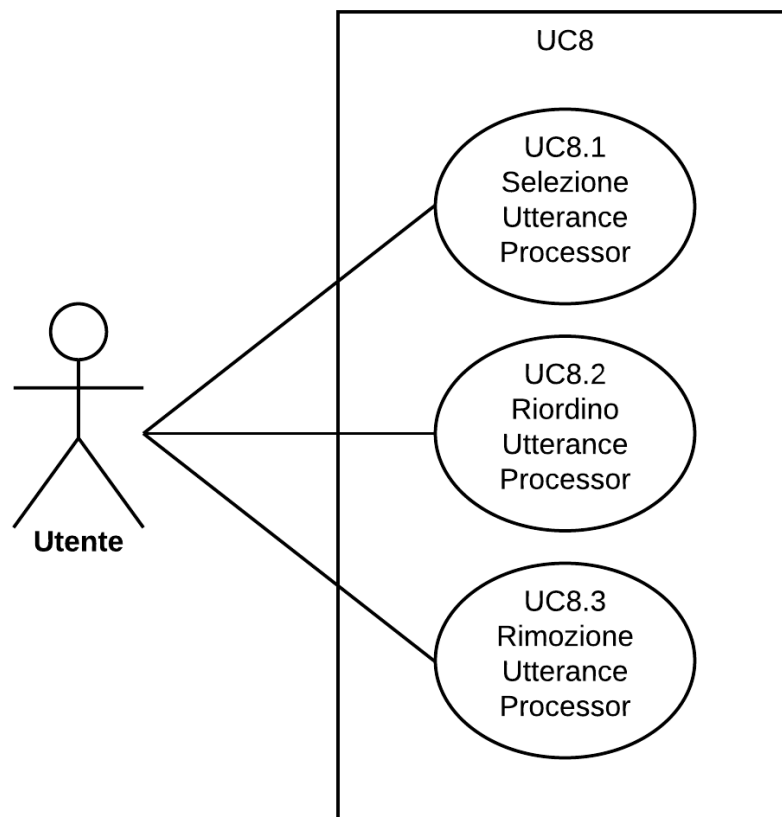 UC8
UC8.1
Selezione
Utterance
Processor
UC8.2
Riordino
Utterance
Processor
Utente
UC8.3
Rimozione
Utterance
Processor